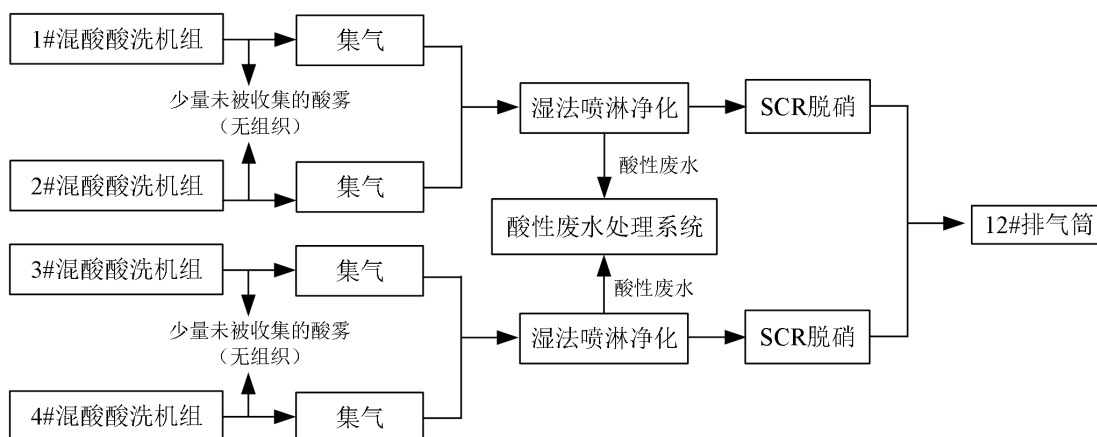 1#混酸酸洗机组
集气
少量未被收集的酸雾
（无组织）
2#混酸酸洗机组
集气
湿法喷淋净化
SCR脱硝
酸性废水
酸性废水处理系统
12#排气筒
3#混酸酸洗机组
集气
少量未被收集的酸雾
（无组织）
4#混酸酸洗机组
集气
酸性废水
湿法喷淋净化
SCR脱硝